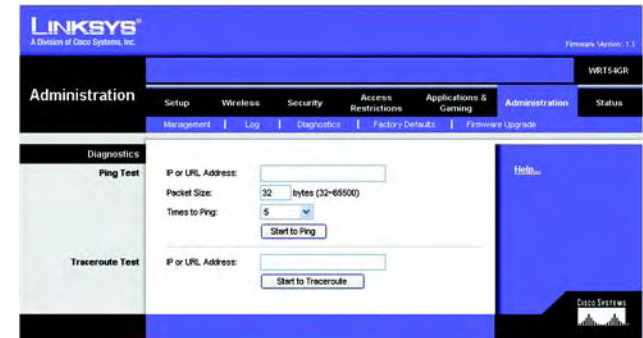 LINKSYS®
A Division of Cisco Systems, Inc.
Firmware Version: 1.1
WRT54GR
Administration
Setup Wireless Security Access Restrictions Applications & Gaming Administration Status
Management | Log | Diagnostics | Factory Defaults | Firmware Upgrade
Diagnostics
Ping Test
IP or URL Address:
Packet Size: 32 bytes (32~65500)
Times to Ping: 5
Start to Ping
Help...
Traceroute Test
IP or URL Address:
Start to Traceroute
CISCO SYSTEMS